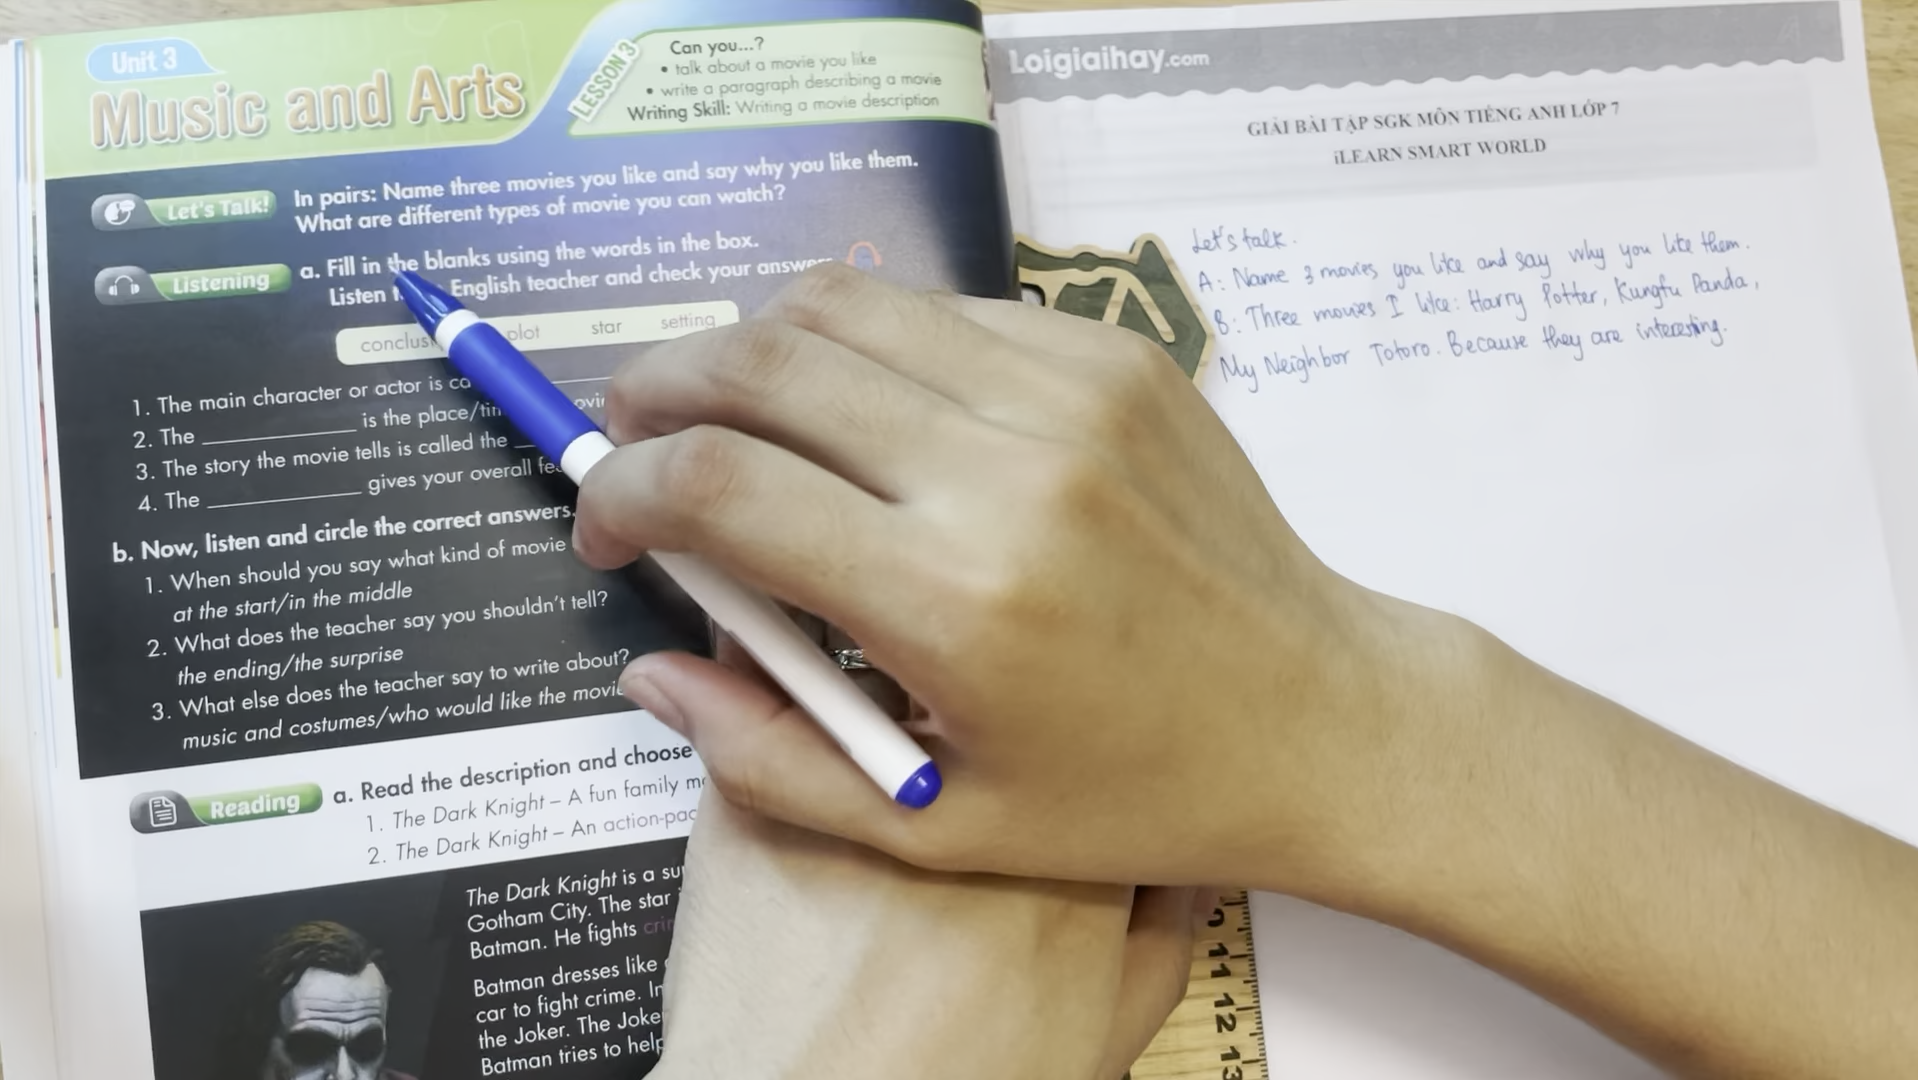 Unit 3
Music and Arts
LESSON 3
Can you...?
• talk about a movie you like
• write a paragraph describing a movie
Writing Skill: Writing a movie description
Let's Talk!
In pairs: Name three movies you like and say why you like them.
What are different types of movie you can watch?
Listening
a. Fill in the blanks using the words in the box.
Listen English teacher and check your answers
plot star setting
1. The main character or actor is
2. The ____________ is the place/
3. The story the movie tells is called the
4. The ____________ gives your overall
b. Now, listen and circle the correct answers.
1. When should you say what kind of movie
at the start/in the middle
2. What does the teacher say you shouldn't tell?
the ending/the surprise
3. What else does the teacher say to write about?
music and costumes/who would like the movie
Reading
a. Read the description and choose
1. The Dark Knight – A fun family
2. The Dark Knight – An
The Dark Knight is a
Gotham City. The star
Batman. He fights
Batman dresses like
car to fight crime. In
the Joker. The Joker
Batman tries to help
Loigiaihay.com
GIẢI BÀI TẬP SGK MÔN TIẾNG ANH LỚP 7
iLEARN SMART WORLD
Let's talk.
A: Name 3 movies you like and say why you like them.
B: Three movies I like: Harry Potter, Kungfu Panda,
My Neighbor Totoro. Because they are interesting.
11
12
13